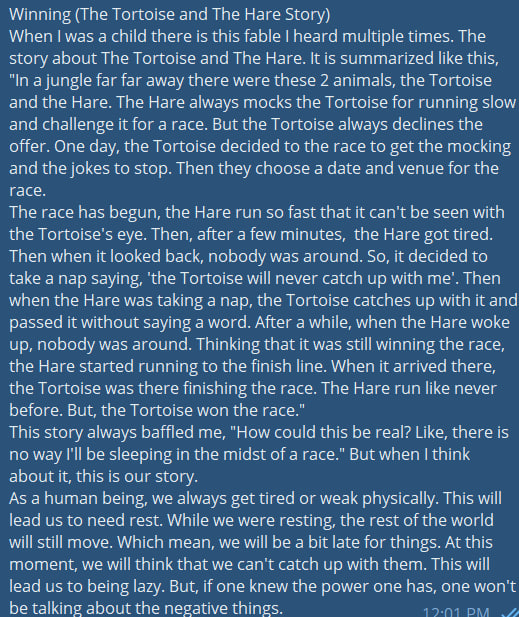 Winning (The Tortoise and The Hare Story)
When I was a child there is this fable I heard multiple times. The
story about The Tortoise and The Hare. It is summarized like this,
"In a jungle far far away there were these 2 animals, the Tortoise
and the Hare. The Hare always mocks the Tortoise for running slow
and challenge it for a race. But the Tortoise always declines the
offer. One day, the Tortoise decided to the race to get the mocking
and the jokes to stop. Then they choose a date and venue for the
race.
The race has begun, the Hare run so fast that it can't be seen with
the Tortoise's eye. Then, after a few minutes,  the Hare got tired.
Then when it looked back, nobody was around. So, it decided to
take a nap saying, 'the Tortoise will never catch up with me'. Then
when the Hare was taking a nap, the Tortoise catches up with it and
passed it without saying a word. After a while, when the Hare woke
up, nobody was around. Thinking that it was still winning the race,
the Hare started running to the finish line. When it arrived there,
the Tortoise was there finishing the race. The Hare run like never
before. But, the Tortoise won the race."
This story always baffled me, "How could this be real? Like, there is
no way I'll be sleeping in the midst of a race." But when I think
about it, this is our story.
As a human being, we always get tired or weak physically. This will
lead us to need rest. While we were resting, the rest of the world
will still move. Which mean, we will be a bit late for things. At this
moment, we will think that we can't catch up with them. This will
lead us to being lazy. But, if one knew the power one has, one won't
be talking about the negative things.
12:01 PM